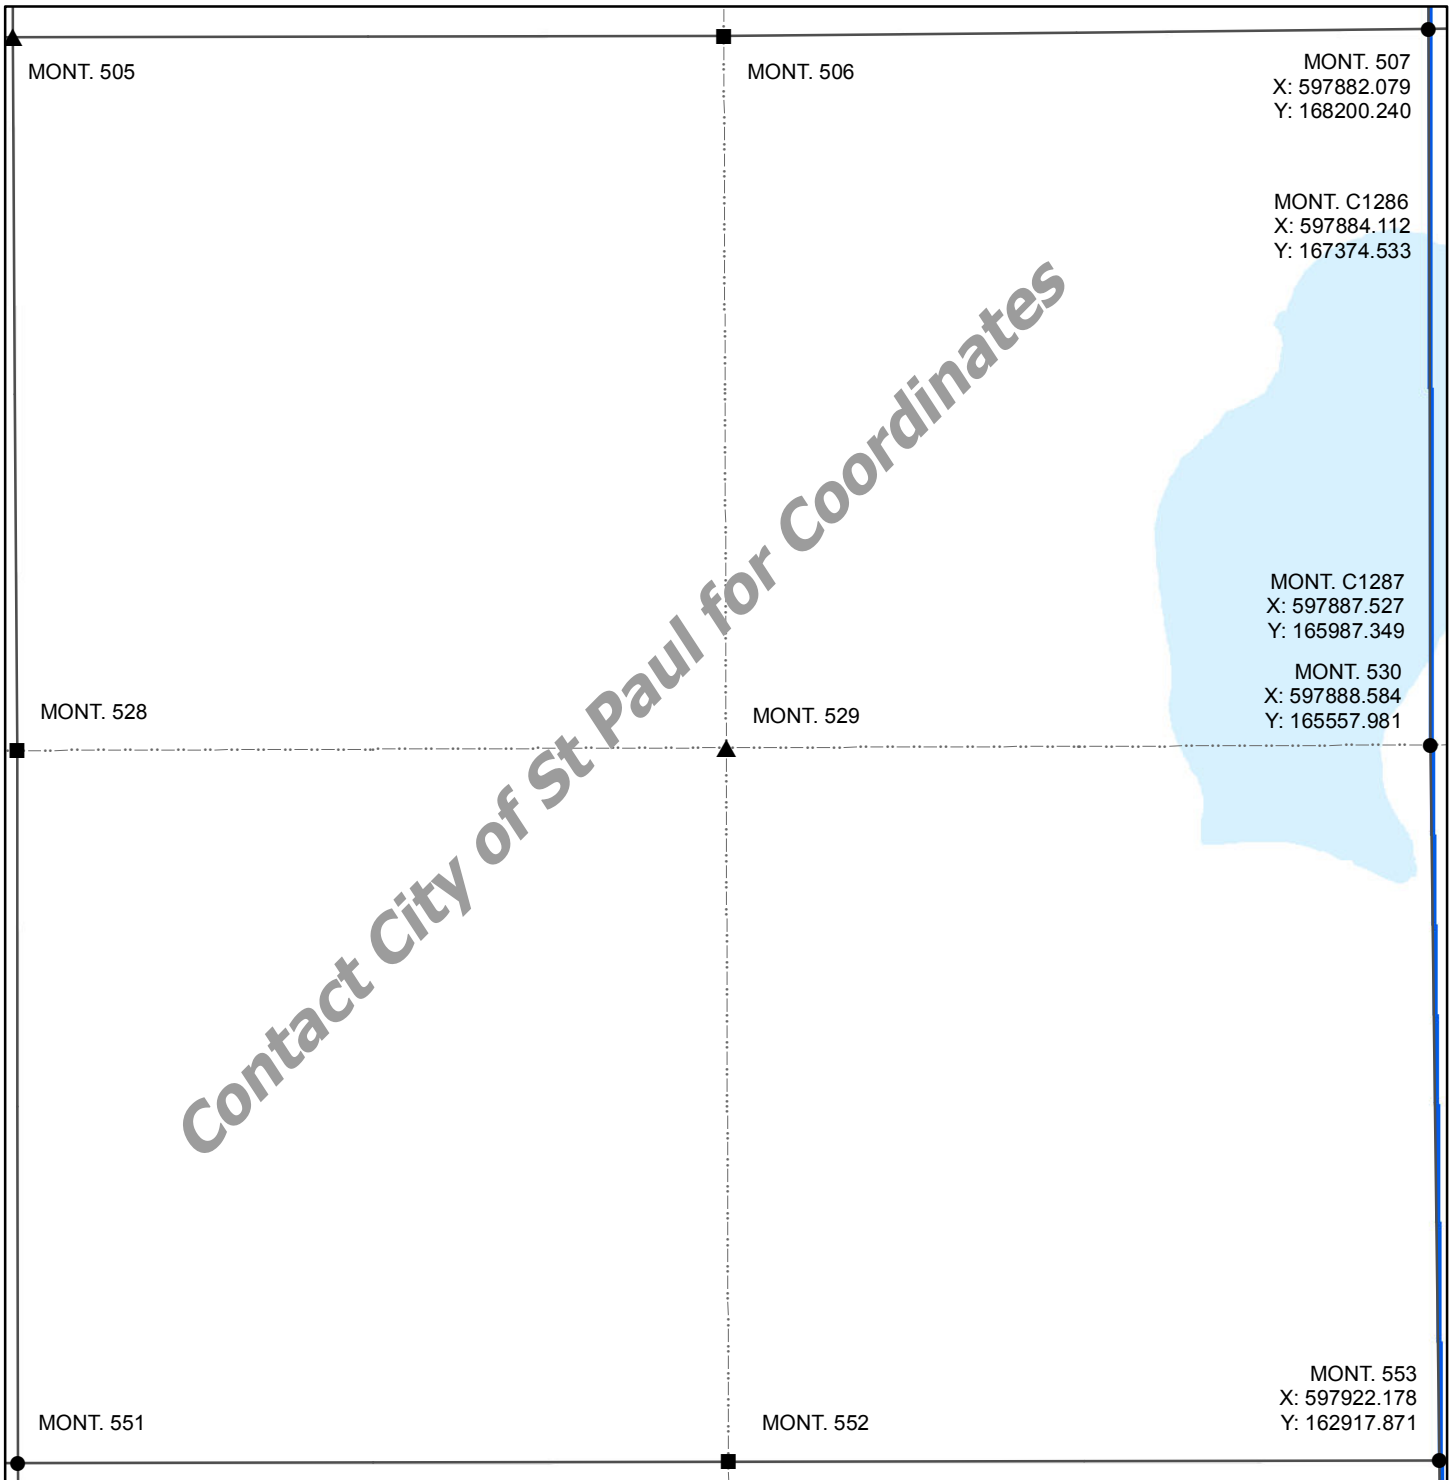 MONT. 505
MONT. 506
MONT. 507
X: 597882.079
Y: 168200.240
MONT. C1286
X: 597884.112
Y: 167374.533
Contact City of St Paul for Coordinates
MONT. C1287
X: 597887.527
Y: 165987.349
MONT. 530
X: 597888.584
Y: 165557.981
MONT. 528
MONT. 529
MONT. 553
X: 597922.178
Y: 162917.871
MONT. 551
MONT. 552